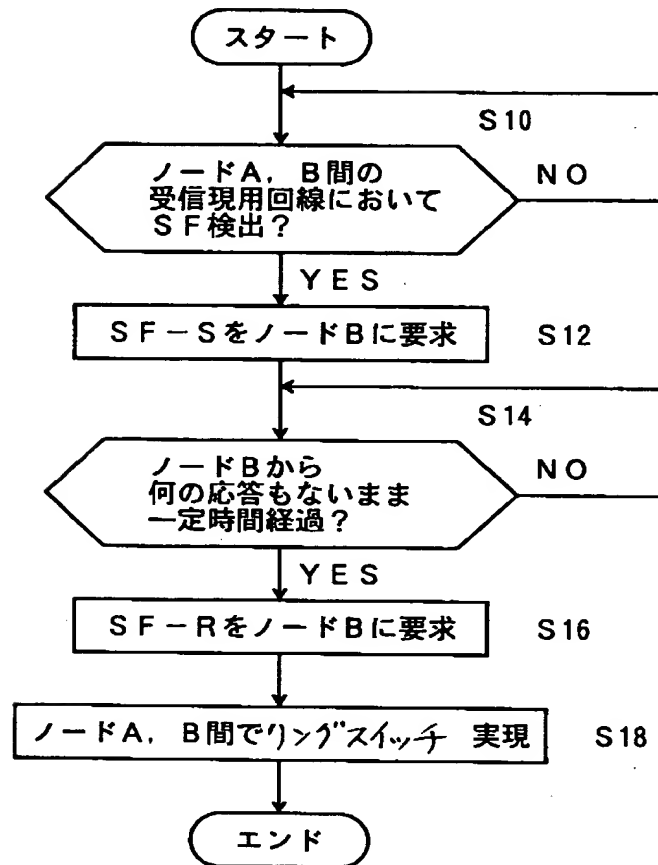 スタート
S10
ノードA，B間の
受信現用回線において
SF検出？
NO
YES
SF－SをノードBに要求
S12
S14
ノードBから
何の応答もないまま
一定時間経過？
NO
YES
SF－RをノードBに要求
S16
ノードA，B間でリングスイッチ 実現
S18
エンド